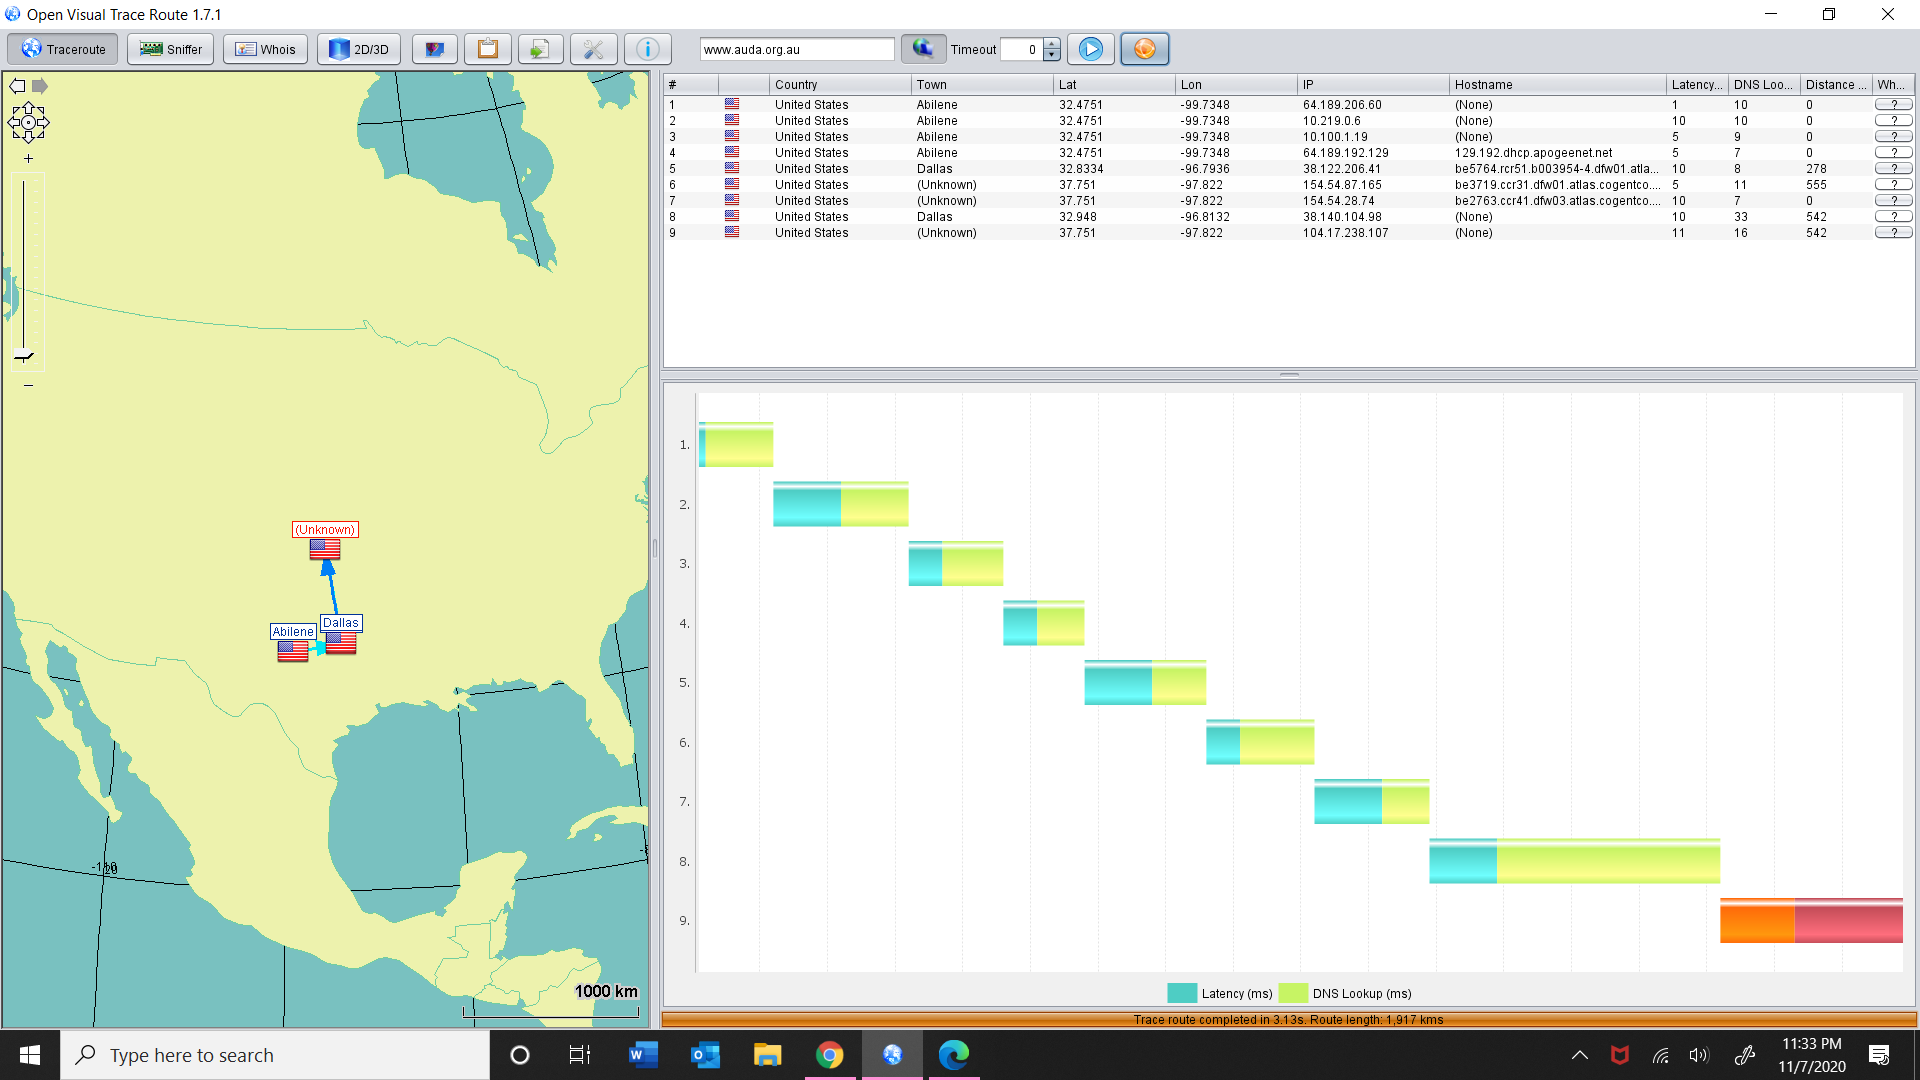 Open Visual Trace Route 1.7.1
Traceroute Sniffer Whois 2D/3D www.auda.org.au Timeout 0
# Country Town Lat Lon IP Hostname Latency... DNS Loo... Distance ... Wh...
1 United States Abilene 32.4751 -99.7348 64.189.206.60 (None) 1 10 0 ?
2 United States Abilene 32.4751 -99.7348 10.219.0.6 (None) 10 10 0 ?
3 United States Abilene 32.4751 -99.7348 10.100.1.19 (None) 5 9 0 ?
4 United States Abilene 32.4751 -99.7348 64.189.192.129 129.192.dhcp.apogeenet.net 5 7 0 ?
5 United States Dallas 32.8334 -96.7936 38.122.206.41 be5764.rcr51.b003954-4.dfw01.atla... 10 8 278 ?
6 United States (Unknown) 37.751 -97.822 154.54.87.165 be3719.ccr31.dfw01.atlas.cogentco.... 5 11 555 ?
7 United States (Unknown) 37.751 -97.822 154.54.28.74 be2763.ccr41.dfw03.atlas.cogentco.... 10 7 0 ?
8 United States Dallas 32.948 -96.8132 38.140.104.98 (None) 10 33 542 ?
9 United States (Unknown) 37.751 -97.822 104.17.238.107 (None) 11 16 542 ?
(Unknown)
Dallas
Abilene
-110
20
1000 km
1.
2.
3.
4.
5.
6.
7.
8.
9.
Latency (ms) DNS Lookup (ms)
Trace route completed in 3.13s. Route length: 1,917 kms
Type here to search
11:33 PM
11/7/2020